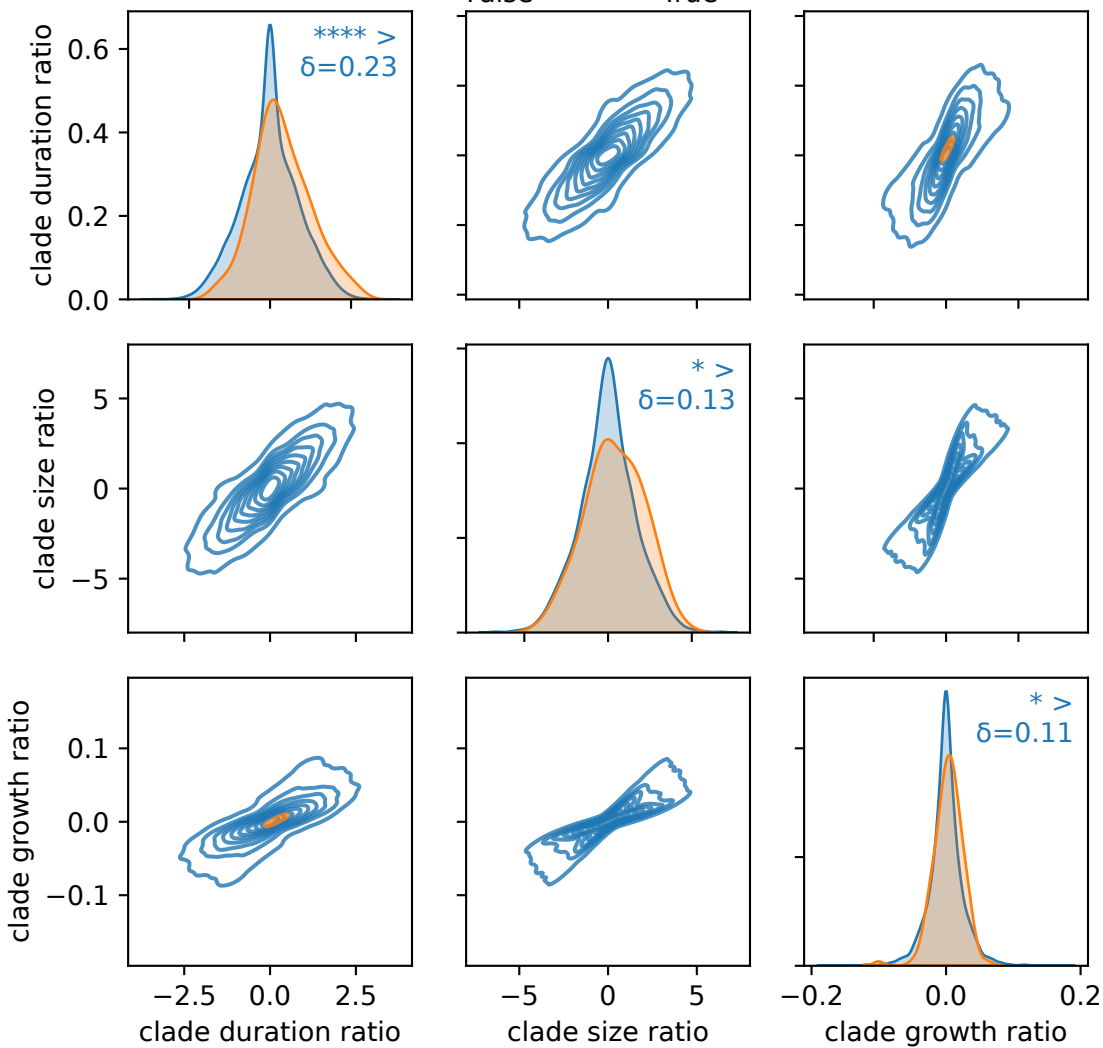 False True
clade duration ratio
0.6
0.4
0.2
0.0
**** >
δ=0.23
clade size ratio
5
0
−5
* >
δ=0.13
clade growth ratio
0.1
0.0
−0.1
* >
δ=0.11
−2.5 0.0 2.5
−5 0 5
−0.2 0.0 0.2
clade duration ratio
clade size ratio
clade growth ratio